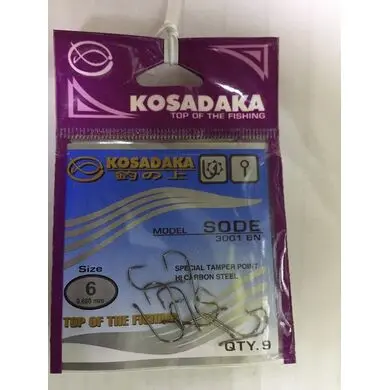 KOSADAKA
TOP OF THE FISHING
KOSADAKA
釣の上
MODEL SODE
3001 BN
Size
6
SPECIAL TAMPER POINT
HI CARBON STEEL
TOP OF THE FISHING
QTY. 9